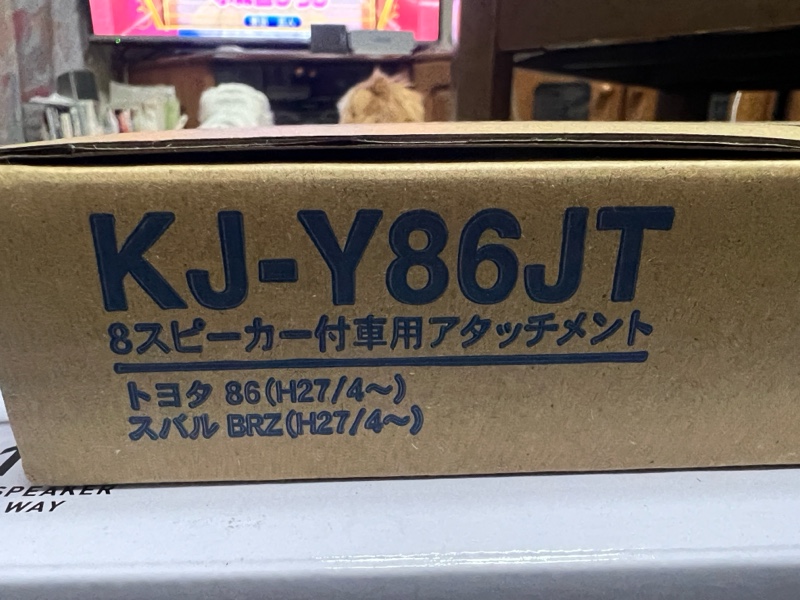 KJ-Y86JT
8スピーカー付車用アタッチメント
トヨタ 86(H27/4〜)
スバル BRZ(H27/4〜)
SPEAKER
WAY